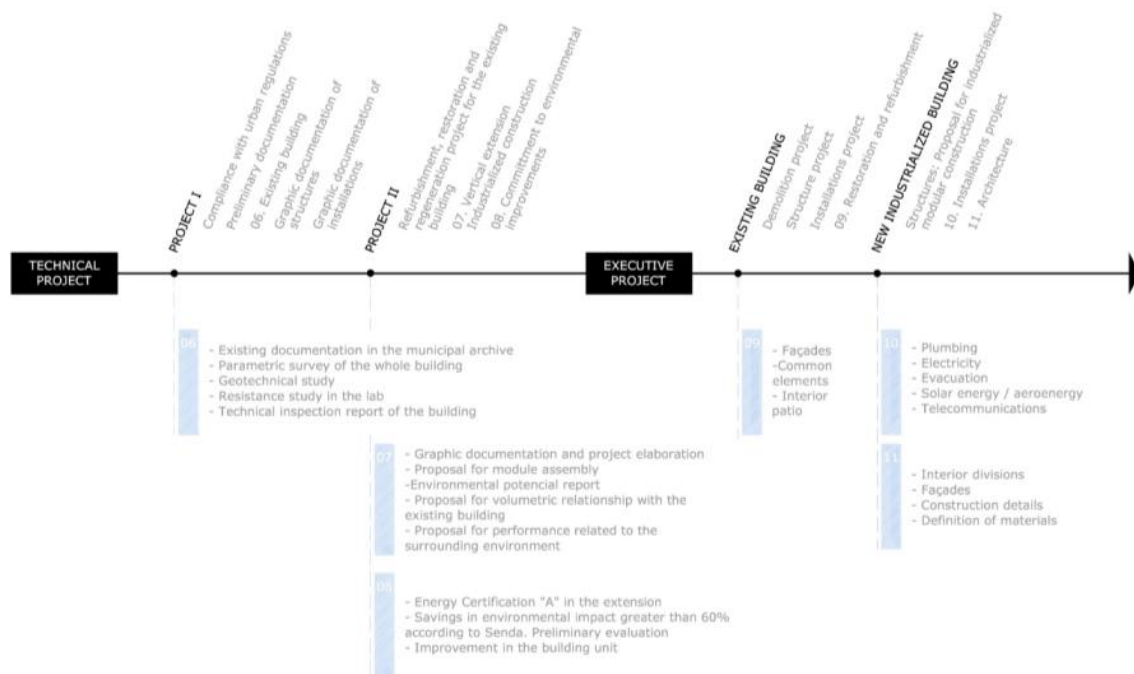 PROJECT I
Compliance with urban regulations
Preliminary documentation
06. Existing building
Graphic documentation of
structures
Graphic documentation of
installations
PROJECT II
Refurbishment, restoration and
regeneration project for the existing
building
07. Vertical extension
Industrialized construction
08. Committment to environmental
improvements
EXISTING BUILDING
Demolition project
Structure project
Installations project
09. Restoration and refurbishment
NEW INDUSTRIALIZED BUILDING
Structures: Proposal for industrialized
modular construction
10. Installations project
11. Architecture
TECHNICAL
PROJECT
EXECUTIVE
PROJECT
06
- Existing documentation in the municipal archive
- Parametric survey of the whole building
- Geotechnical study
- Resistance study in the lab
- Technical inspection report of the building
09
- Façades
-Common
elements
- Interior
patio
10
- Plumbing
- Electricity
- Evacuation
- Solar energy / aeroenergy
- Telecommunications
07
- Graphic documentation and project elaboration
- Proposal for module assembly
-Environmental potencial report
- Proposal for volumetric relationship with the
existing building
- Proposal for performance related to the
surrounding environment
11
- Interior divisions
- Façades
- Construction details
- Definition of materials
08
- Energy Certification "A" in the extension
- Savings in environmental impact greater than 60%
according to Senda. Preliminary evaluation
- Improvement in the building unit